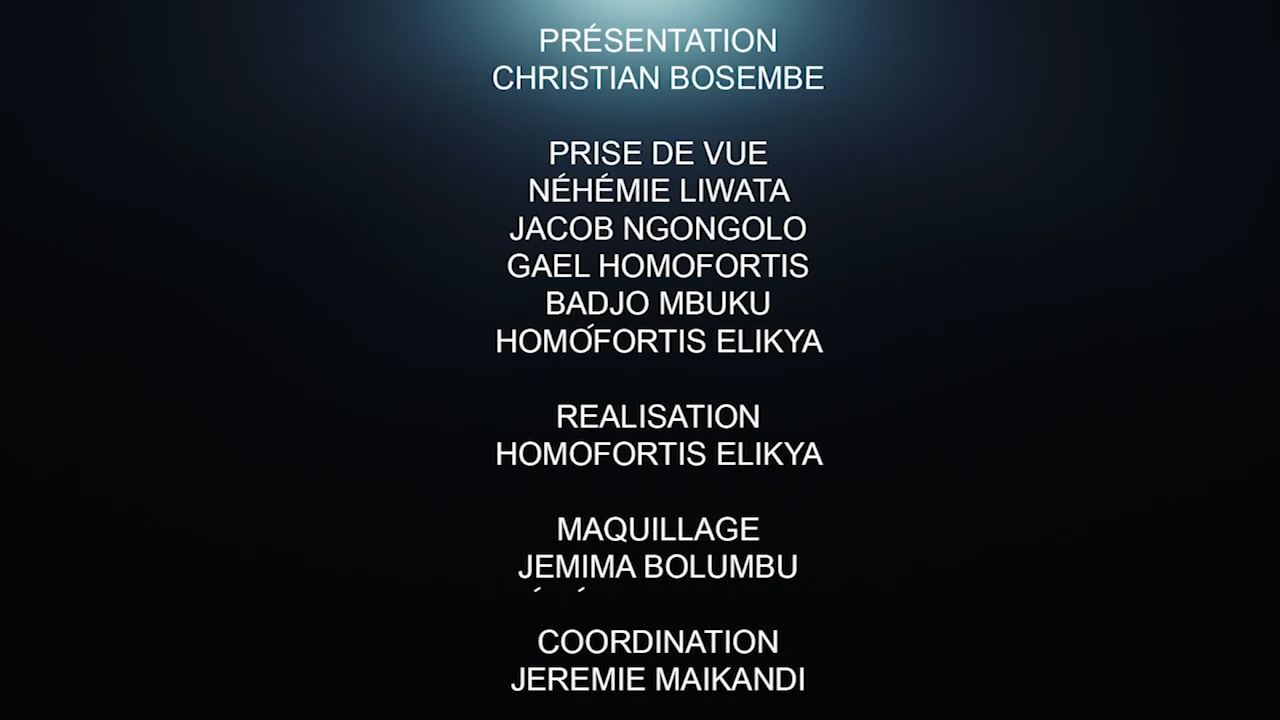 PRÉSENTATION
CHRISTIAN BOSEMBE
PRISE DE VUE
NÉHÉMIE LIWATA
JACOB NGONGOLO
GAEL HOMOFORTIS
BADJO MBUKU
HOMOFORTIS ELIKYA
REALISATION
HOMOFORTIS ELIKYA
MAQUILLAGE
JEMIMA BOLUMBU
COORDINATION
JEREMIE MAIKANDI